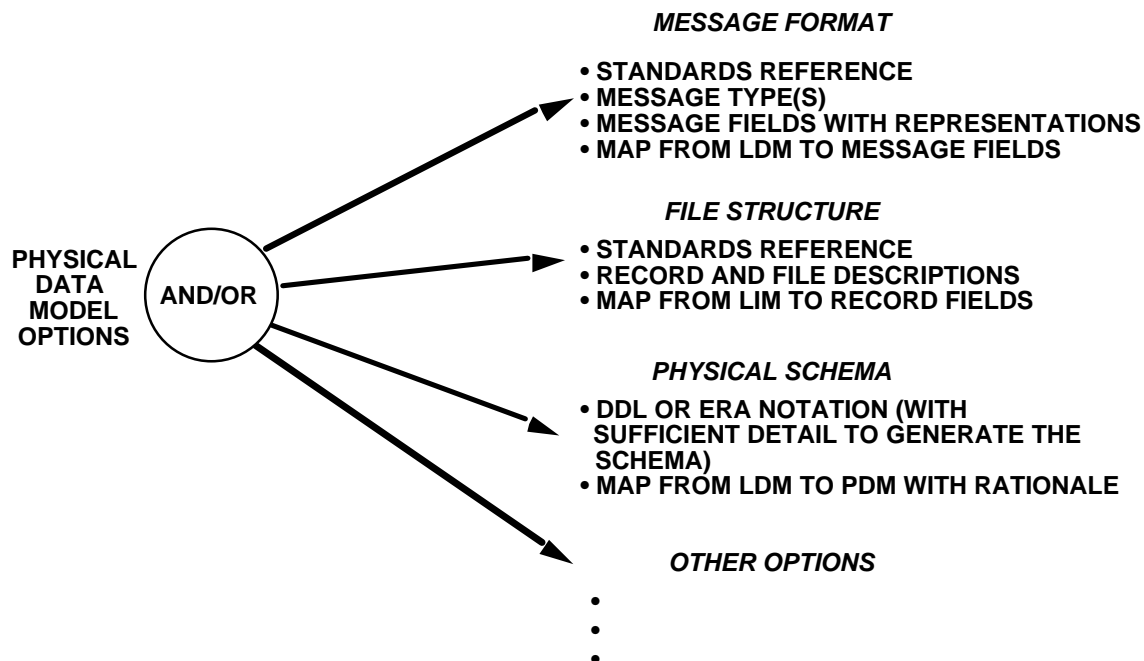 MESSAGE FORMAT
• STANDARDS REFERENCE
• MESSAGE TYPE(S)
• MESSAGE FIELDS WITH REPRESENTATIONS
• MAP FROM LDM TO MESSAGE FIELDS
FILE STRUCTURE
• STANDARDS REFERENCE
• RECORD AND FILE DESCRIPTIONS
• MAP FROM LIM TO RECORD FIELDS
PHYSICAL
DATA
MODEL
OPTIONS
AND/OR
PHYSICAL SCHEMA
• DDL OR ERA NOTATION (WITH
SUFFICIENT DETAIL TO GENERATE THE
SCHEMA)
• MAP FROM LDM TO PDM WITH RATIONALE
OTHER OPTIONS
•
•
•